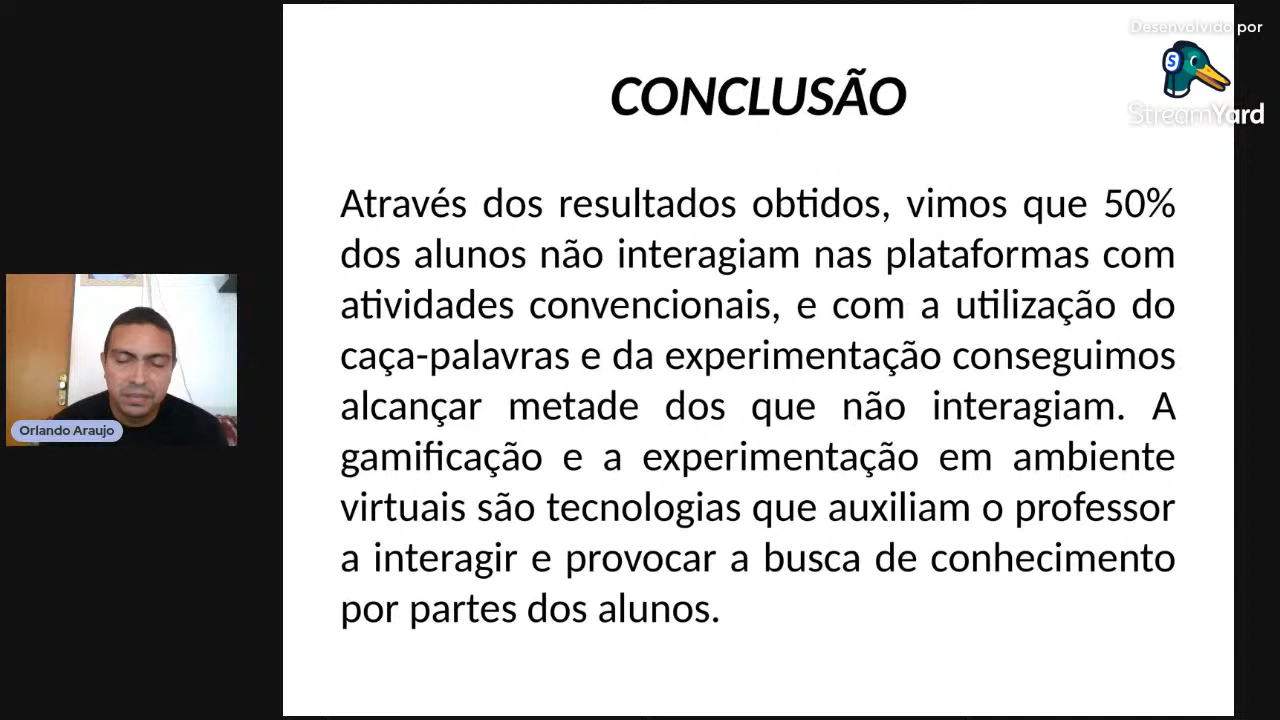 Desenvolvido por
StreamYard
CONCLUSÃO
Através dos resultados obtidos, vimos que 50%
dos alunos não interagiam nas plataformas com
atividades convencionais, e com a utilização do
caça-palavras e da experimentação conseguimos
alcançar metade dos que não interagiam. A
gamificação e a experimentação em ambiente
virtuais são tecnologias que auxiliam o professor
a interagir e provocar a busca de conhecimento
por partes dos alunos.
Orlando Araujo